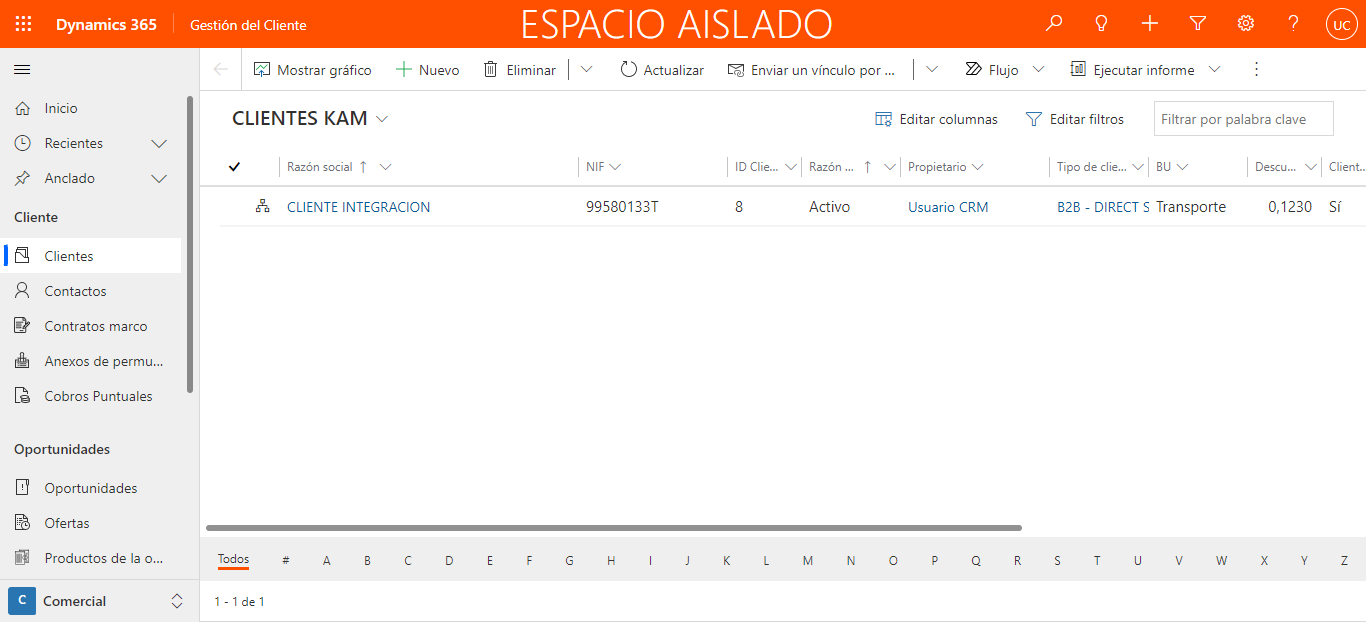 Dynamics 365
Gestión del Cliente
ESPACIO AISLADO
UC
Mostrar gráfico
Nuevo
Eliminar
Actualizar
Enviar un vínculo por ...
Flujo
Ejecutar informe
Inicio
Recientes
Anclado
Cliente
Clientes
Contactos
Contratos marco
Anexos de permu...
Cobros Puntuales
Oportunidades
Oportunidades
Ofertas
Productos de la o...
C Comercial
CLIENTES KAM
Editar columnas
Editar filtros
Filtrar por palabra clave
Razón social ↑ NIF ID Clie... Razón ... ↑ Propietario Tipo de clie... BU Descu... Client...
CLIENTE INTEGRACION 99580133T 8 Activo Usuario CRM B2B - DIRECT S Transporte 0,1230 Sí
Todos # A B C D E F G H I J K L M N O P Q R S T U V W X Y Z
1 - 1 de 1